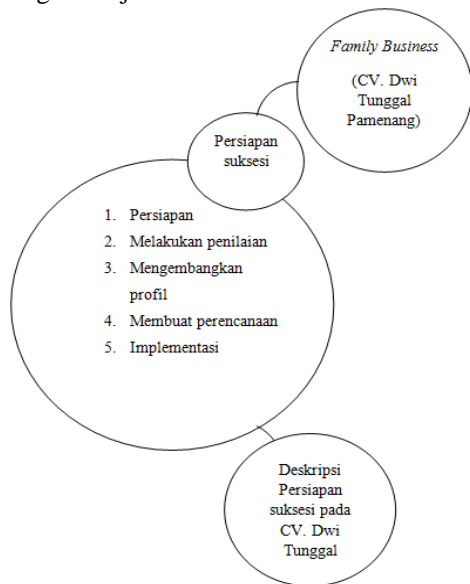 Family Business
(CV. Dwi
Tunggal
Pamenang)
Persiapan
suksesi
1. Persiapan
2. Melakukan penilaian
3. Mengembangkan
profil
4. Membuat perencanaan
5. Implementasi
Deskripsi
Persiapan
suksesi pada
CV. Dwi
Tunggal